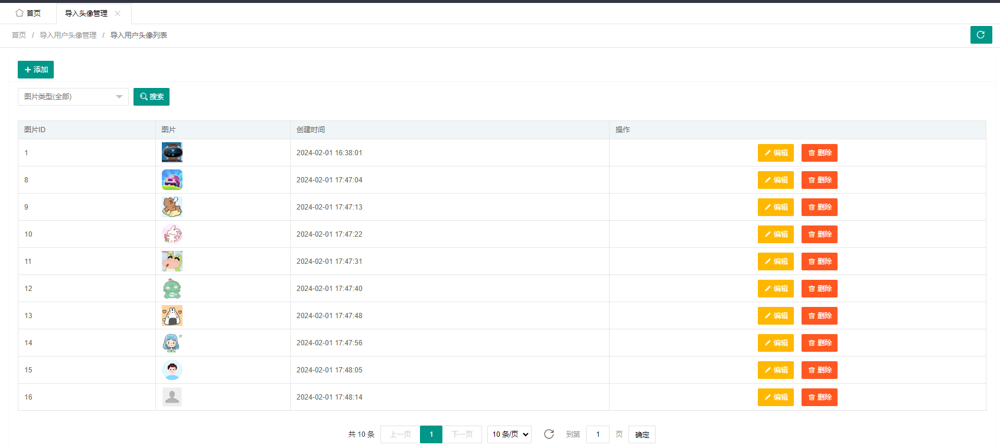 首页 导入头像管理
首页 / 导入用户头像管理 / 导入用户头像列表
添加
图片类型(全部) 搜索
图片ID 图片 创建时间 操作
1 2024-02-01 16:38:01 编辑 删除
8 2024-02-01 17:47:04 编辑 删除
9 2024-02-01 17:47:13 编辑 删除
10 2024-02-01 17:47:22 编辑 删除
11 2024-02-01 17:47:31 编辑 删除
12 2024-02-01 17:47:40 编辑 删除
13 2024-02-01 17:47:48 编辑 删除
14 2024-02-01 17:47:56 编辑 删除
15 2024-02-01 17:48:05 编辑 删除
16 2024-02-01 17:48:14 编辑 删除
共 10 条 上一页 1 下一页 10 条/页 到第 1 页 确定